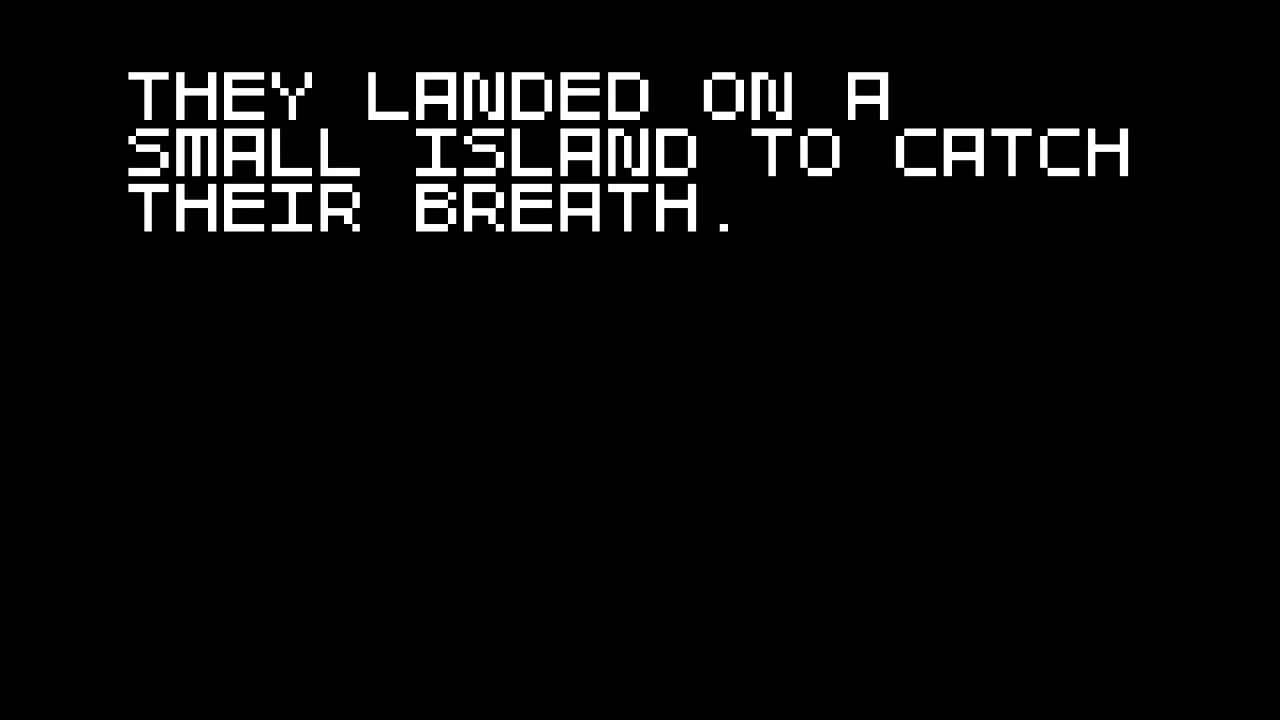 THEY LANDED ON A
SMALL ISLAND TO CATCH
THEIR BREATH.